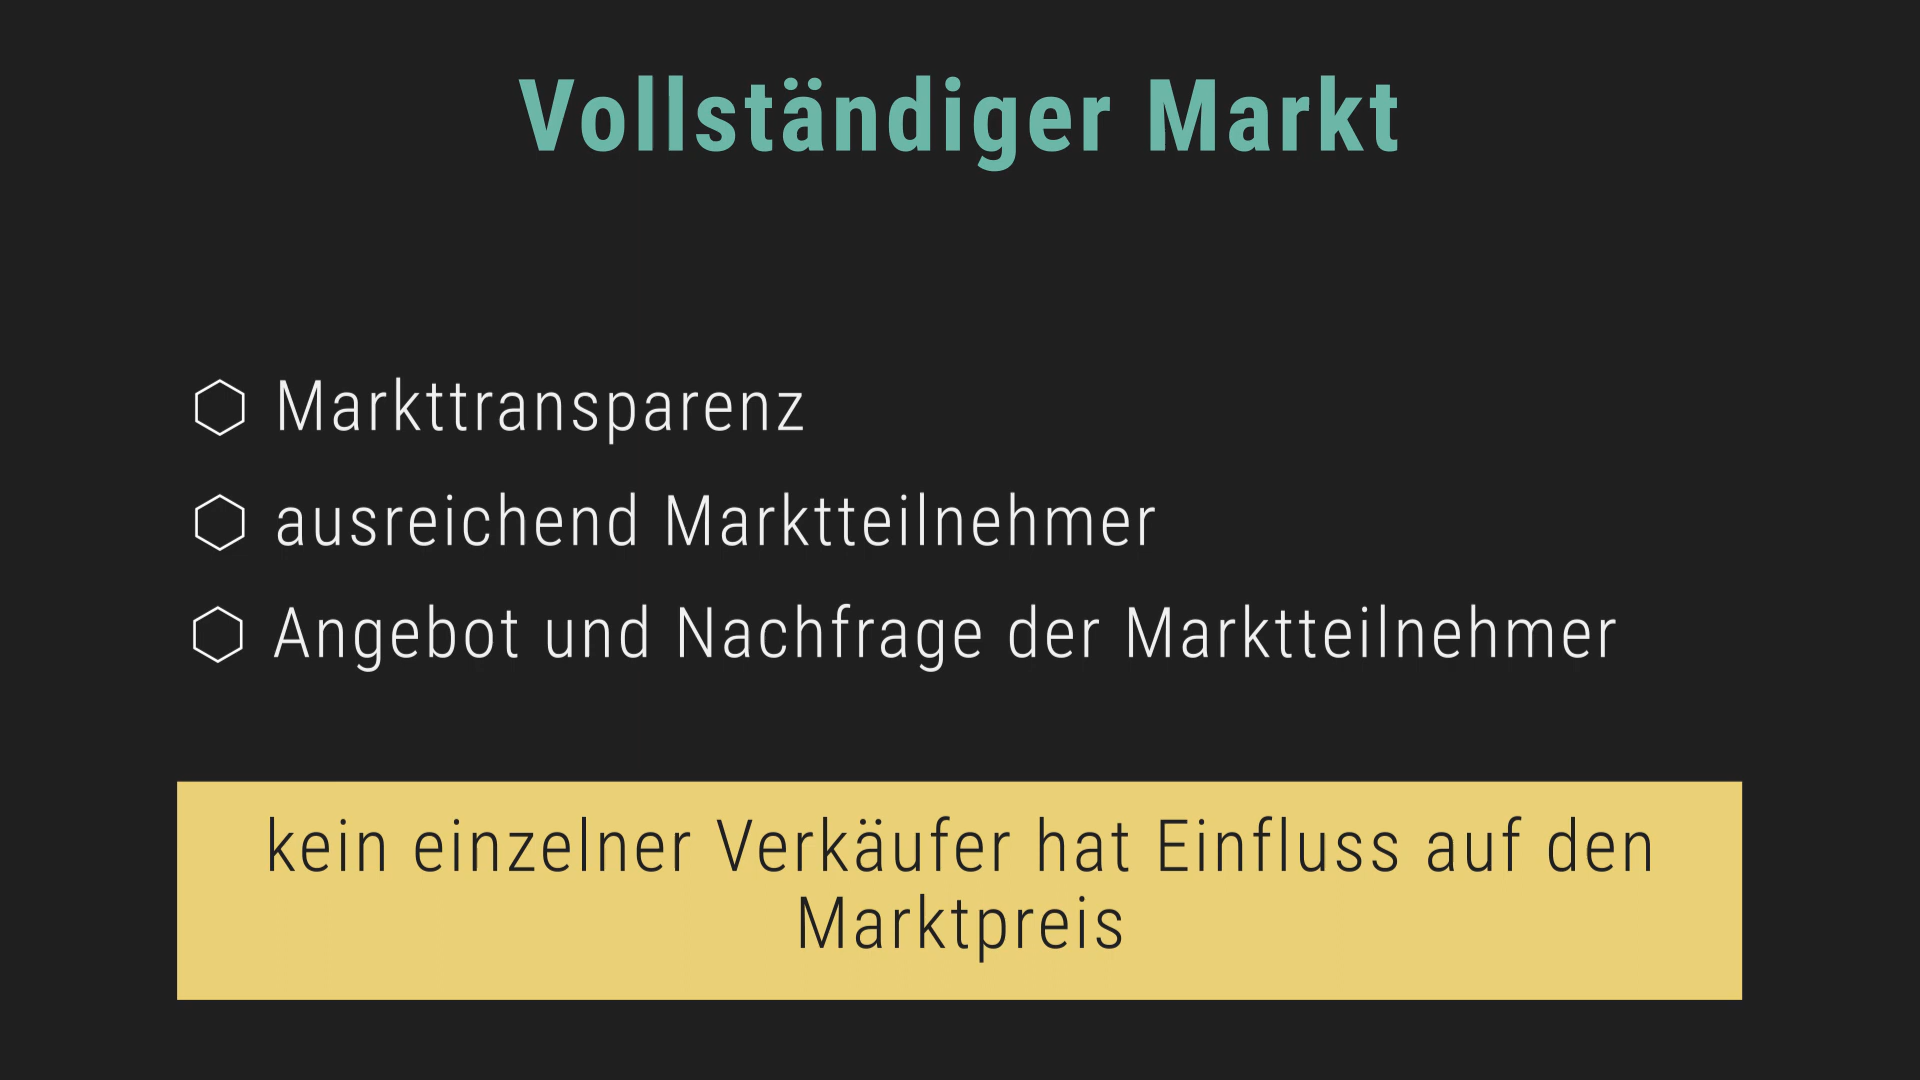 Vollständiger Markt
Markttransparenz
ausreichend Marktteilnehmer
Angebot und Nachfrage der Marktteilnehmer
kein einzelner Verkäufer hat Einfluss auf den
Marktpreis